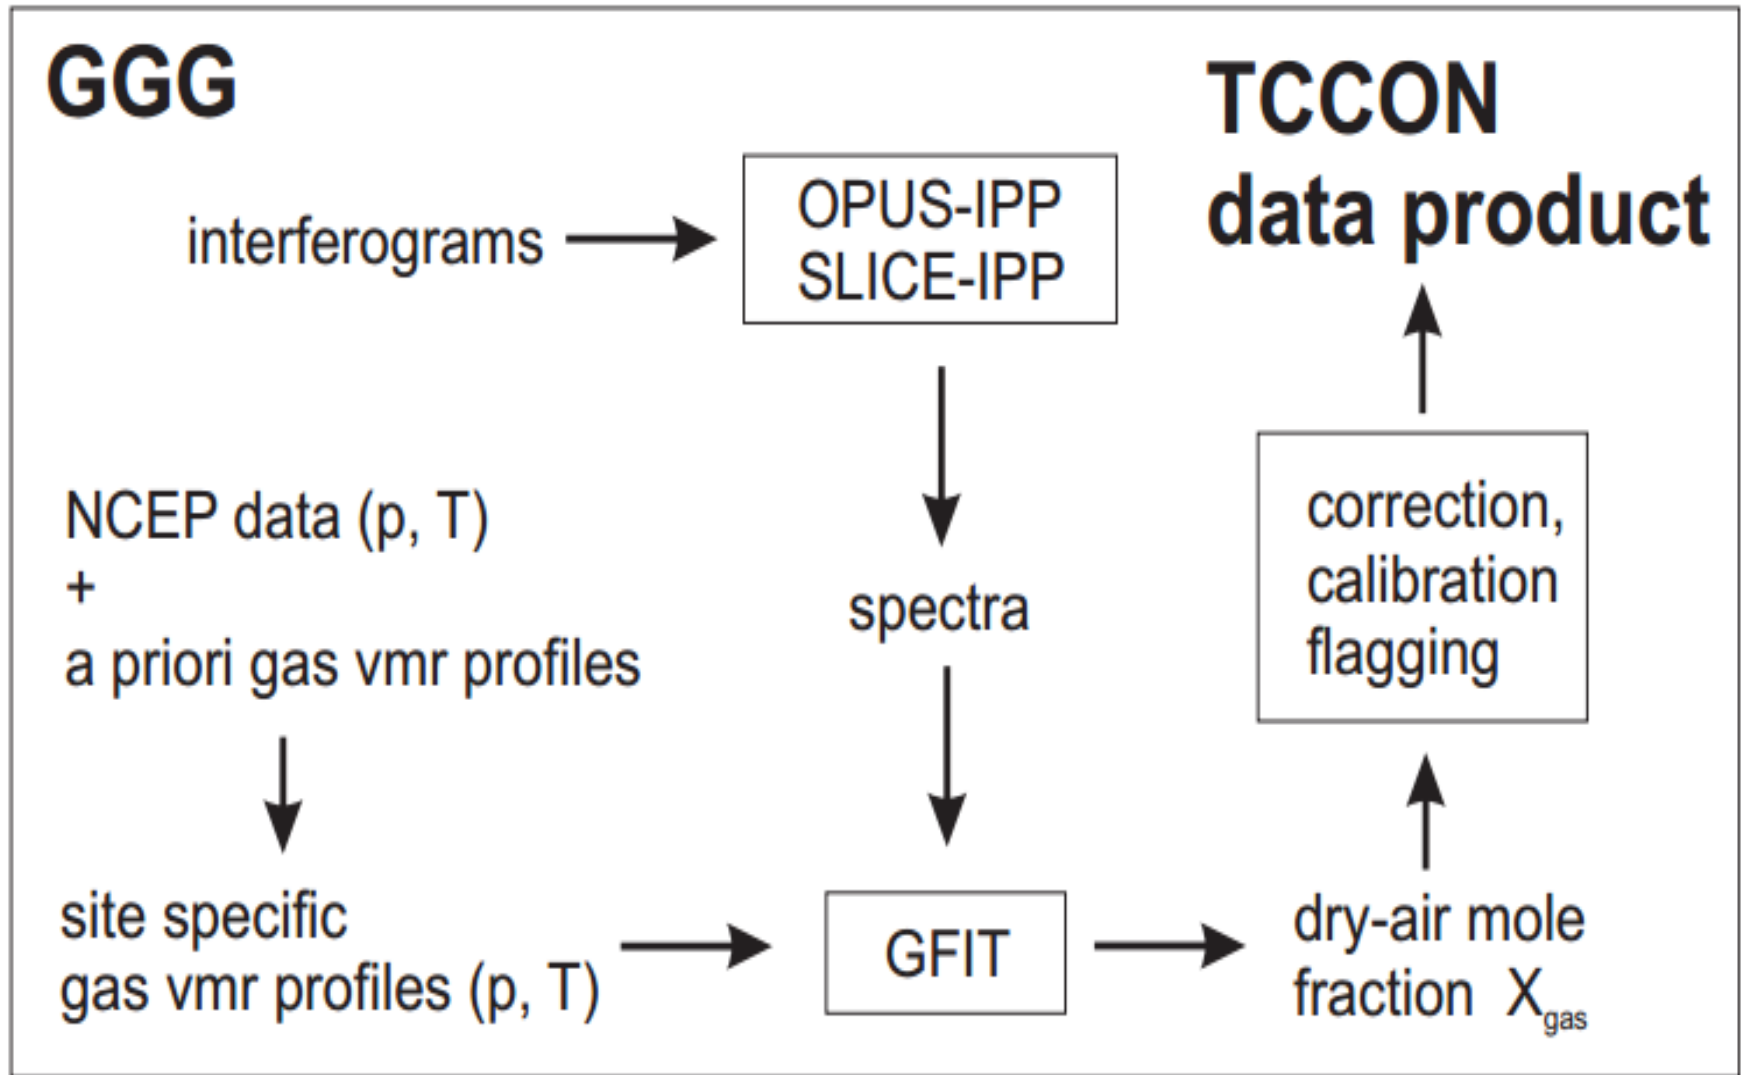 GGG
TCCON
data product
interferograms
OPUS-IPP
SLICE-IPP
NCEP data (p, T)
+
a priori gas vmr profiles
spectra
correction,
calibration
flagging
site specific
gas vmr profiles (p, T)
GFIT
dry-air mole
fraction Xgas